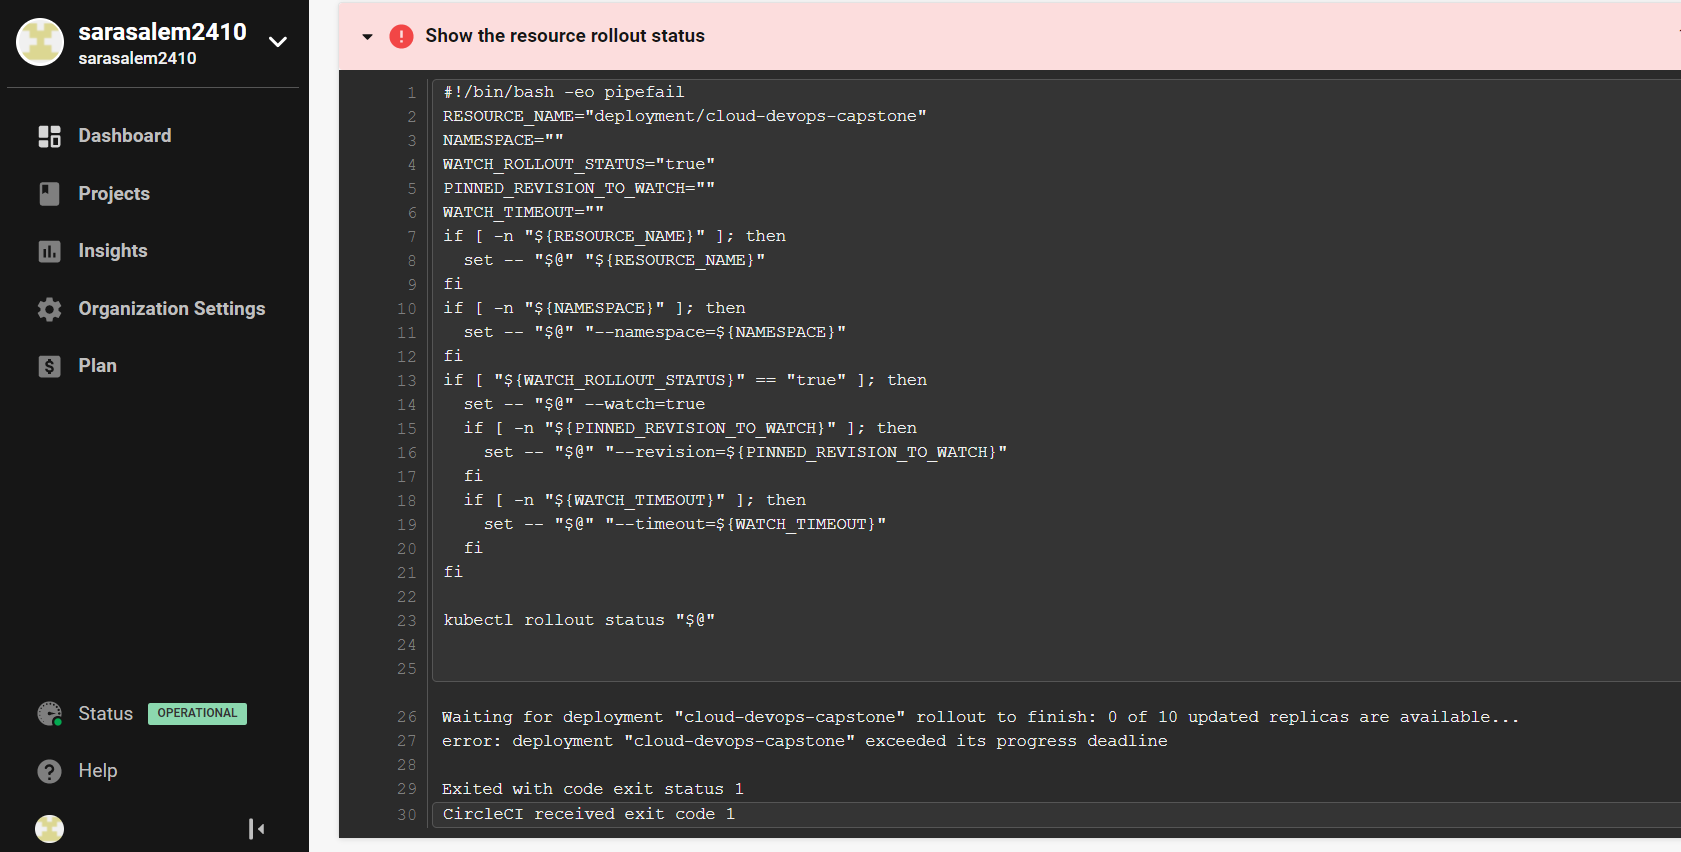 sarasalem2410
sarasalem2410
Dashboard
Projects
Insights
Organization Settings
Plan
Status OPERATIONAL
Help
Show the resource rollout status
1 #!/bin/bash -eo pipefail
2 RESOURCE_NAME="deployment/cloud-devops-capstone"
3 NAMESPACE=""
4 WATCH_ROLLOUT_STATUS="true"
5 PINNED_REVISION_TO_WATCH=""
6 WATCH_TIMEOUT=""
7 if [ -n "${RESOURCE_NAME}" ]; then
8   set -- "$@" "${RESOURCE_NAME}"
9 fi
10 if [ -n "${NAMESPACE}" ]; then
11   set -- "$@" "--namespace=${NAMESPACE}"
12 fi
13 if [ "${WATCH_ROLLOUT_STATUS}" == "true" ]; then
14   set -- "$@" --watch=true
15   if [ -n "${PINNED_REVISION_TO_WATCH}" ]; then
16     set -- "$@" "--revision=${PINNED_REVISION_TO_WATCH}"
17   fi
18   if [ -n "${WATCH_TIMEOUT}" ]; then
19     set -- "$@" "--timeout=${WATCH_TIMEOUT}"
20   fi
21 fi
22
23 kubectl rollout status "$@"
24
25
26 Waiting for deployment "cloud-devops-capstone" rollout to finish: 0 of 10 updated replicas are available...
27 error: deployment "cloud-devops-capstone" exceeded its progress deadline
28
29 Exited with code exit status 1
30 CircleCI received exit code 1